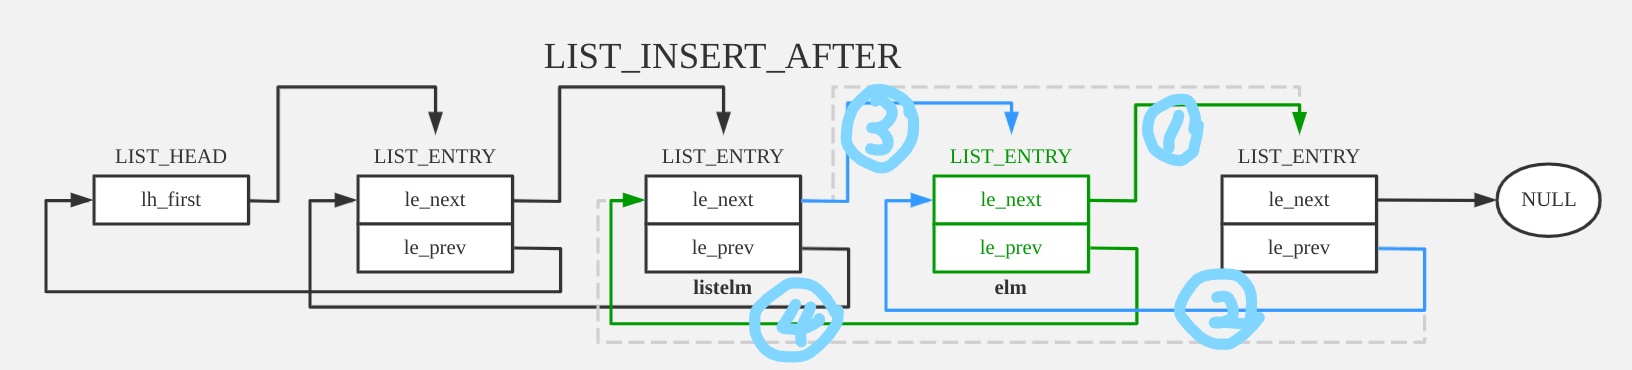 LIST_INSERT_AFTER
3
1
LIST_HEAD
LIST_ENTRY
LIST_ENTRY
LIST_ENTRY
LIST_ENTRY
lh_first
le_next
le_next
le_next
le_next
NULL
le_prev
le_prev
le_prev
le_prev
listelm
elm
4
2